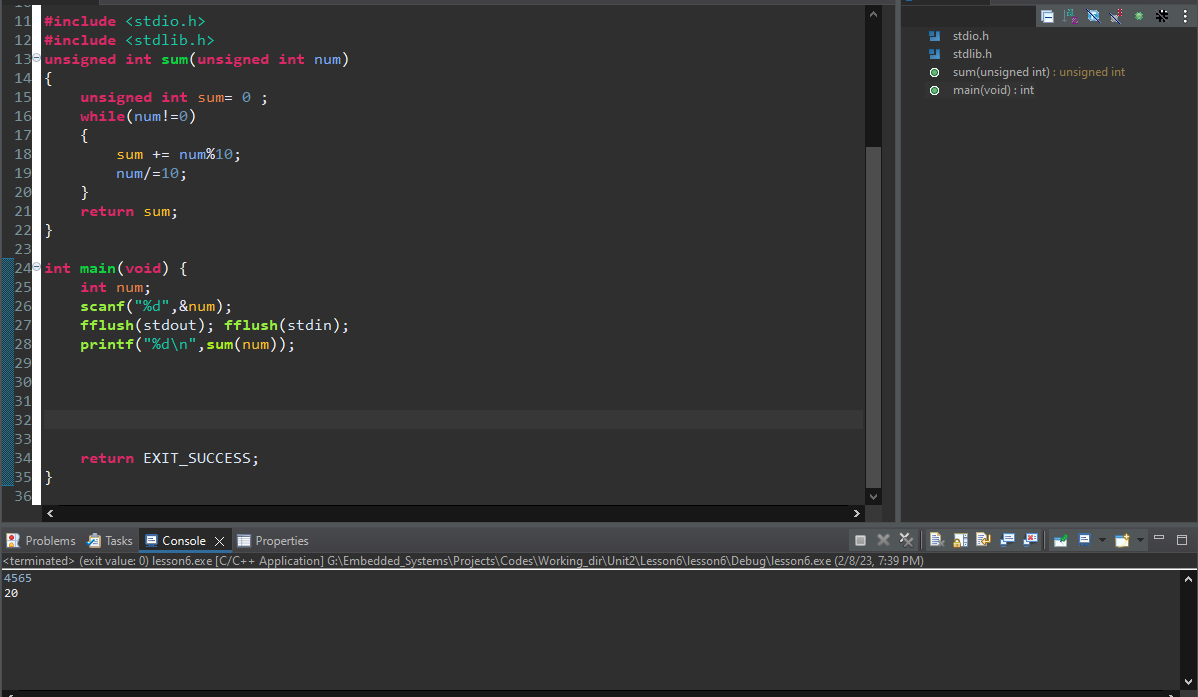 11 #include <stdio.h>
12 #include <stdlib.h>
13 unsigned int sum(unsigned int num)
14 {
15     unsigned int sum= 0 ;
16     while(num!=0)
17     {
18         sum += num%10;
19         num/=10;
20     }
21     return sum;
22 }
23
24 int main(void) {
25     int num;
26     scanf("%d",&num);
27     fflush(stdout); fflush(stdin);
28     printf("%d\n",sum(num));
29
30
31
32
33
34     return EXIT_SUCCESS;
35 }
36
stdio.h
stdlib.h
sum(unsigned int) : unsigned int
main(void) : int
Problems Tasks Console Properties
<terminated> (exit value: 0) lesson6.exe [C/C++ Application] G:\Embedded_Systems\Projects\Codes\Working_dir\Unit2\Lesson6\lesson6\Debug\lesson6.exe (2/8/23, 7:39 PM)
4565
20